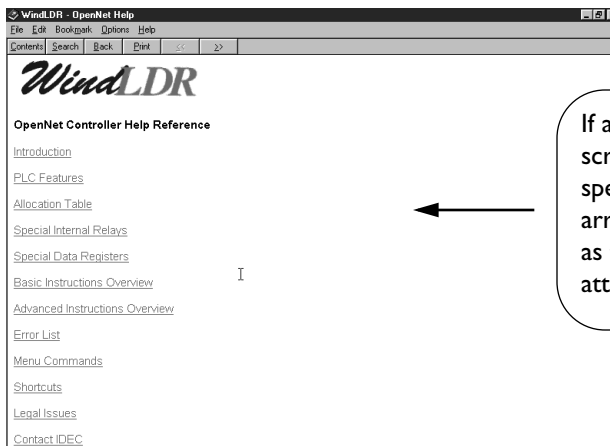 WindLDR - OpenNet Help
File Edit Bookmark Options Help
Contents Search Back Print << >>
WindLDR
OpenNet Controller Help Reference
Introduction
PLC Features
Allocation Table
Special Internal Relays
Special Data Registers
Basic Instructions Overview
Advanced Instructions Overview
Error List
Menu Commands
Shortcuts
Legal Issues
Contact IDEC
If a
scr
spe
arr
as
att